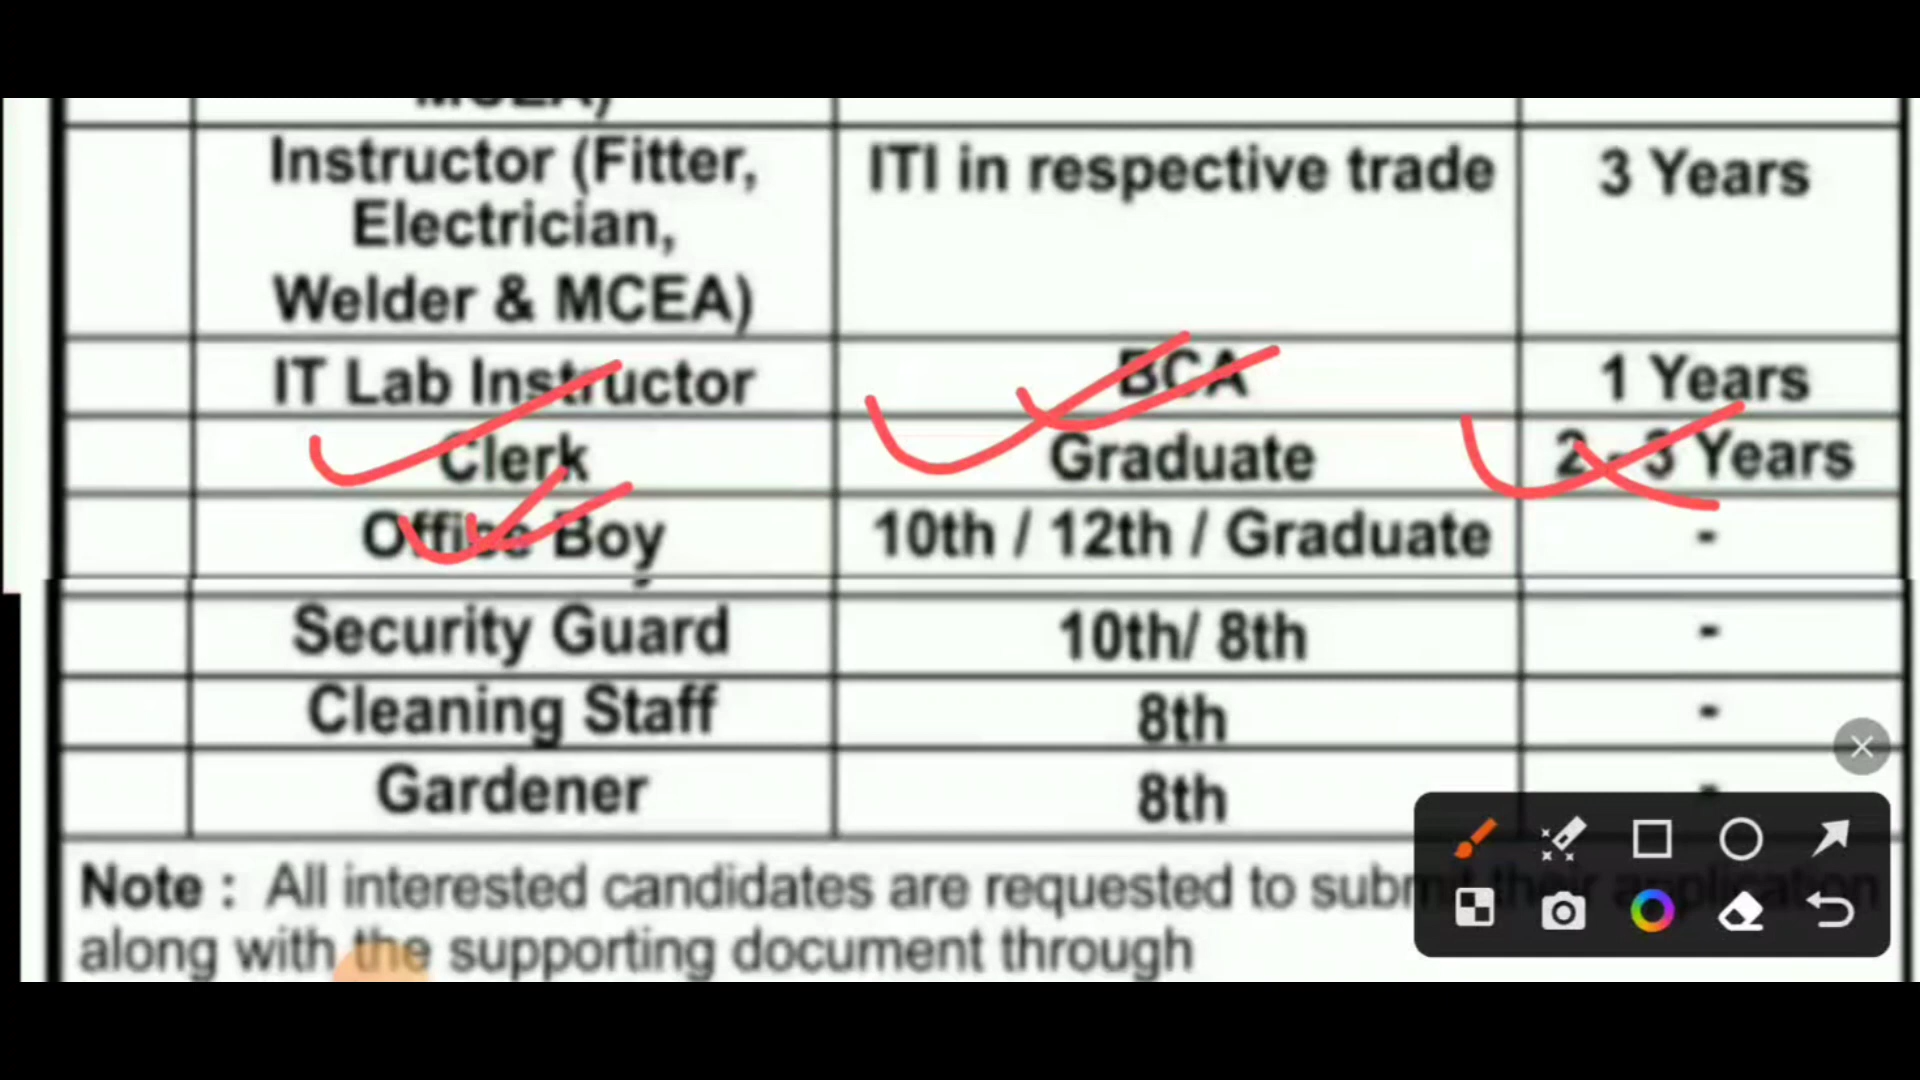 MCEA)
Instructor (Fitter, ITI in respective trade 3 Years
Electrician,
Welder & MCEA)
IT Lab Instructor BCA 1 Years
Clerk Graduate 2 - 3 Years
Office Boy 10th / 12th / Graduate -
Security Guard 10th/ 8th -
Cleaning Staff 8th -
Gardener 8th -
Note : All interested candidates are requested to submit their application
along with the supporting document through